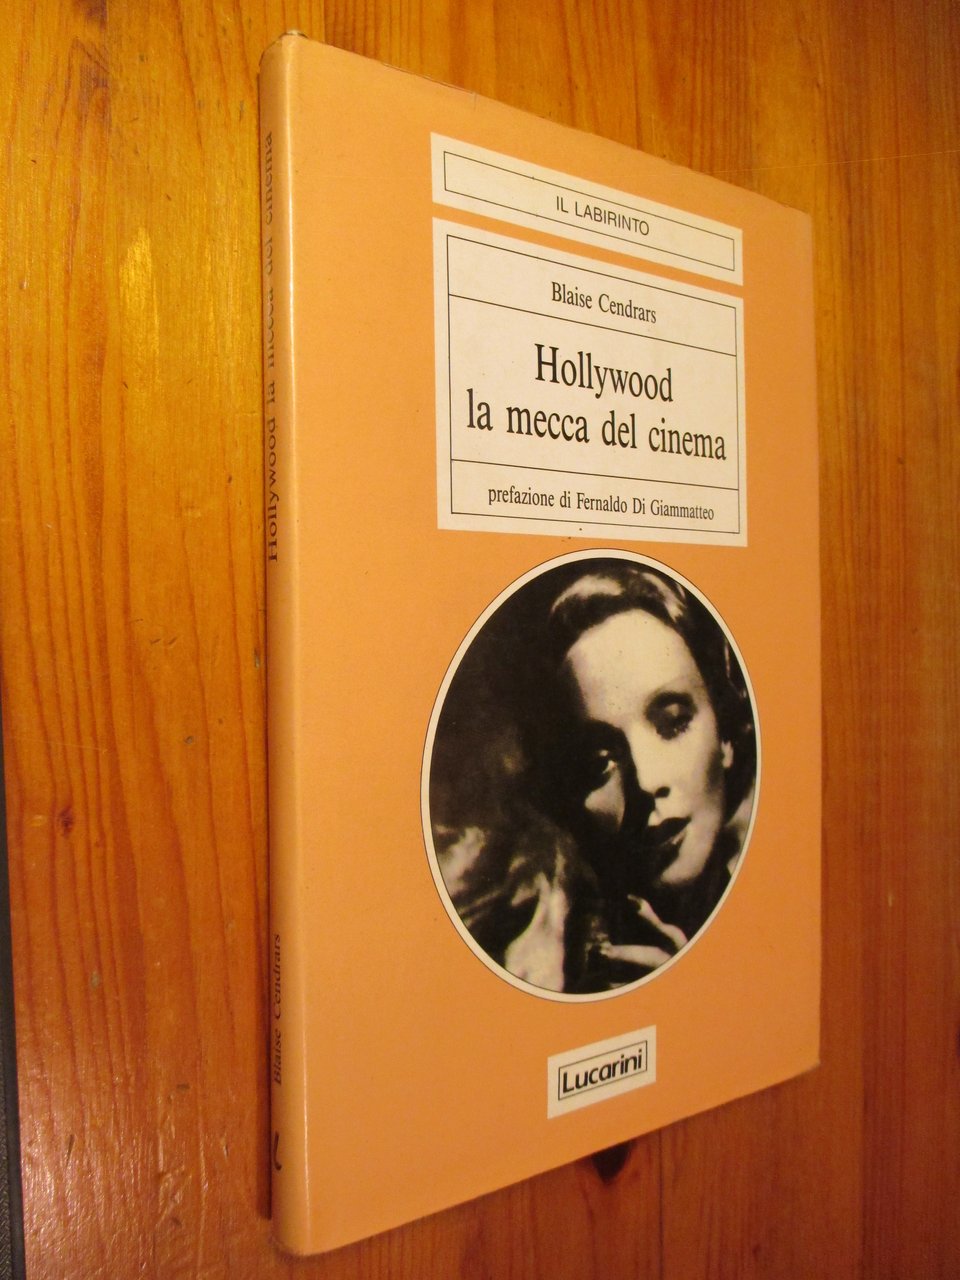 IL LABIRINTO
Blaise Cendrars
Hollywood
la mecca del cinema
prefazione di Fernaldo Di Giammatteo
Lucarini
Hollywood la mecca del cinema
Blaise Cendrars
L